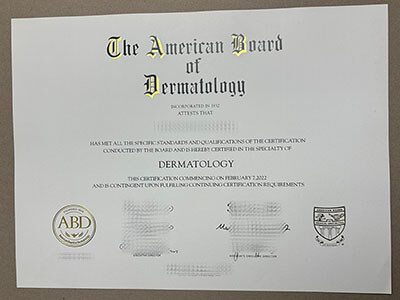 The American Board
of
Dermatology
INCORPORATED IN 1932
ATTESTS THAT
HAS MET ALL THE SPECIFIC STANDARDS AND QUALIFICATIONS OF THE CERTIFICATION
CONDUCTED BY THE BOARD AND IS HEREBY CERTIFIED IN THE SPECIALTY OF
DERMATOLOGY
THIS CERTIFICATION COMMENCING ON FEBRUARY 7, 2022
AND IS CONTINGENT UPON FULFILLING CONTINUING CERTIFICATION REQUIREMENTS
ABD